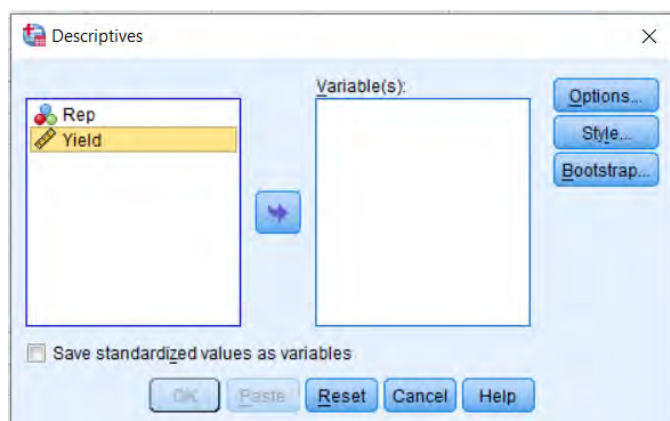 Descriptives
Variable(s):
Rep
Yield
Options...
Style...
Bootstrap...
Save standardized values as variables
OK Paste Reset Cancel Help